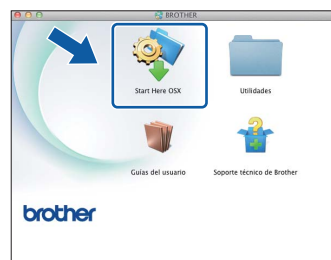 BROTHER
Start Here OSX
Utilidades
Guías del usuario
Soporte técnico de Brother
brother